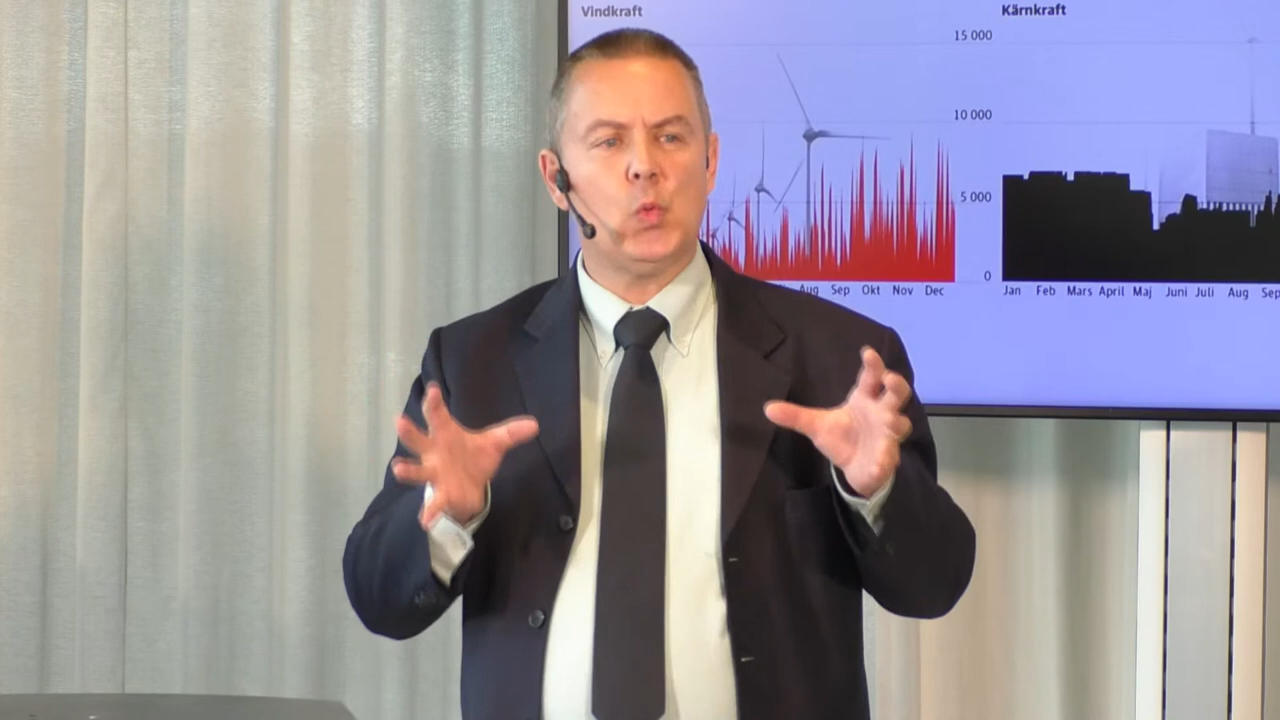 Vindkraft
Kärnkraft
15 000
10 000
5 000
0
Aug Sep Okt Nov Dec
Jan Feb Mars April Maj Juni Juli Aug Sep